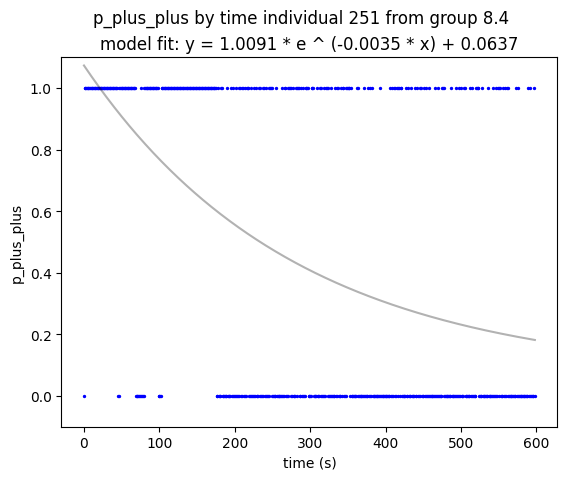 p_plus_plus by time individual 251 from group 8.4
model fit: y = 1.0091 * e ^ (-0.0035 * x) + 0.0637
1.0
0.8
0.6
0.4
0.2
0.0
p_plus_plus
0 100 200 300 400 500 600
time (s)